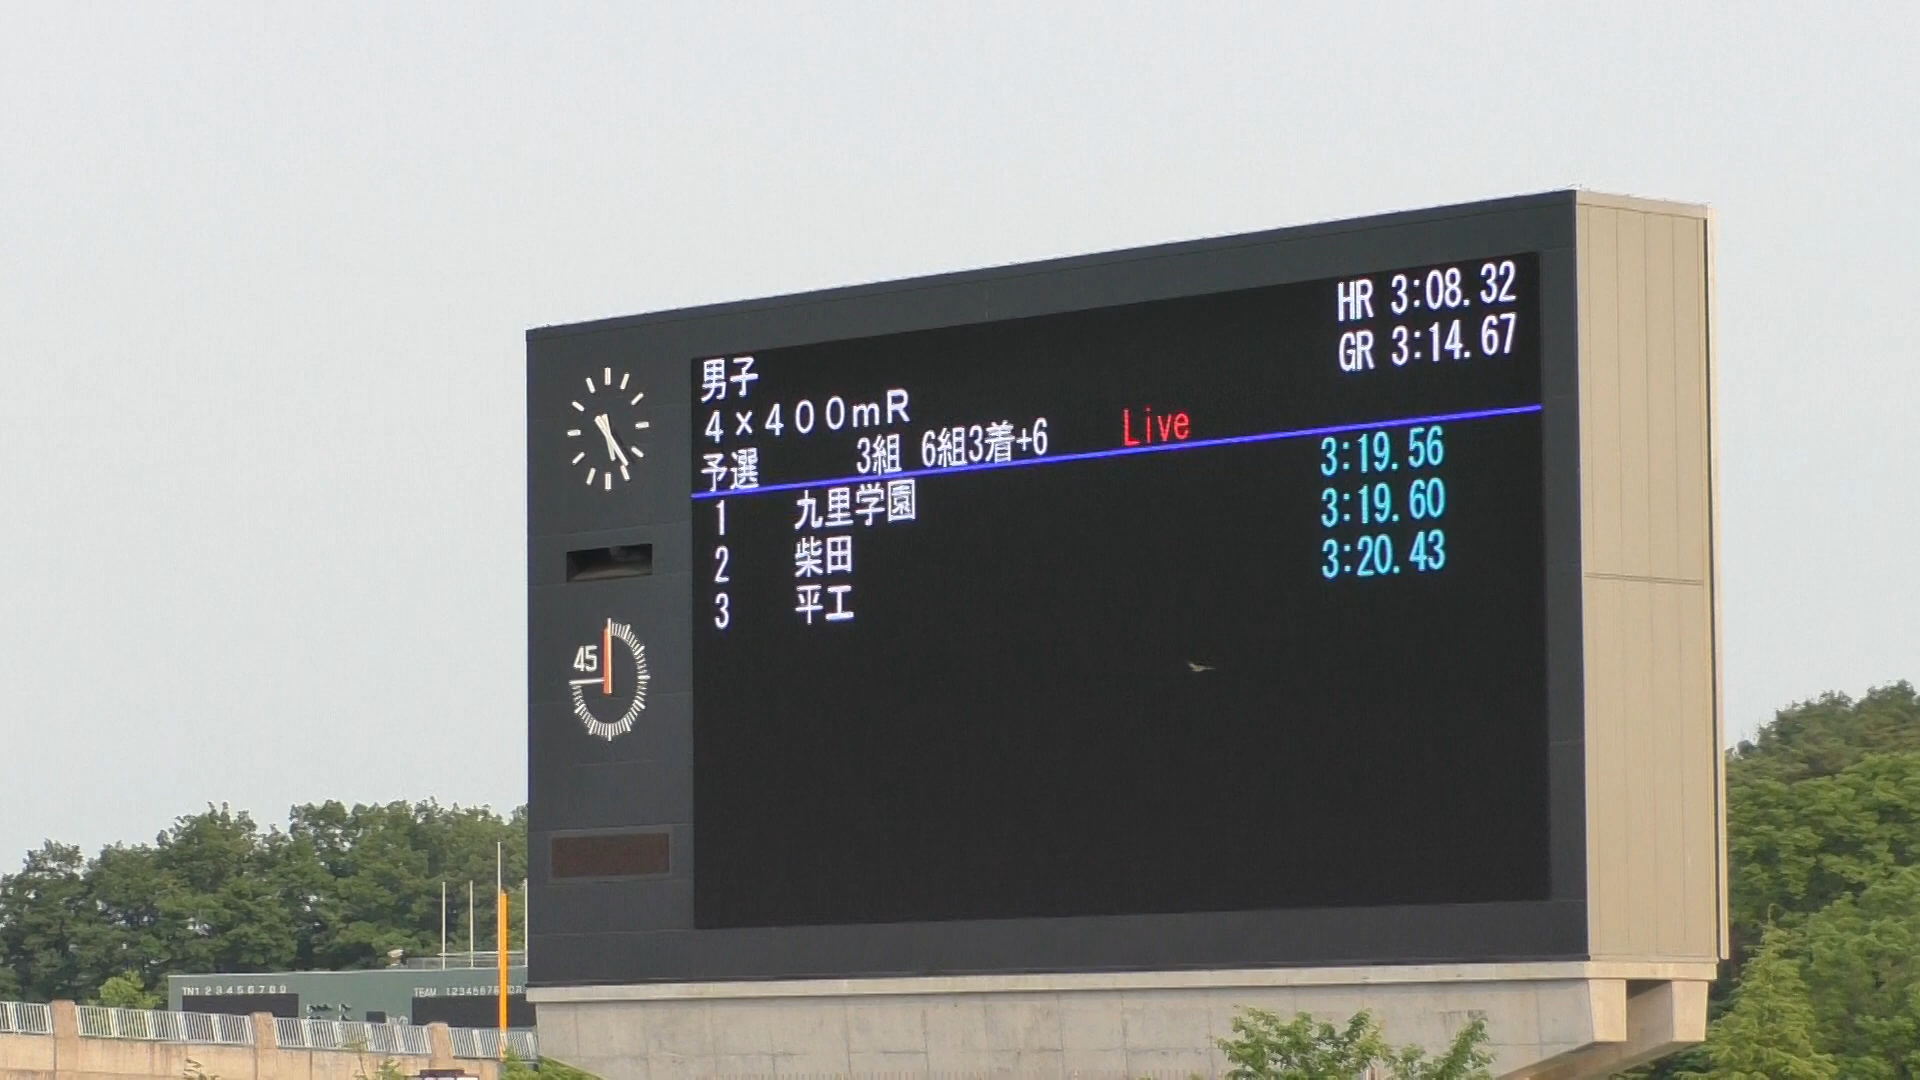 HR 3:08.32
GR 3:14.67
男子
4×400mR
予選 3組 6組3着+6 Live
1 九里学園 3:19.56
2 柴田 3:19.60
3 平工 3:20.43
45
TEAM